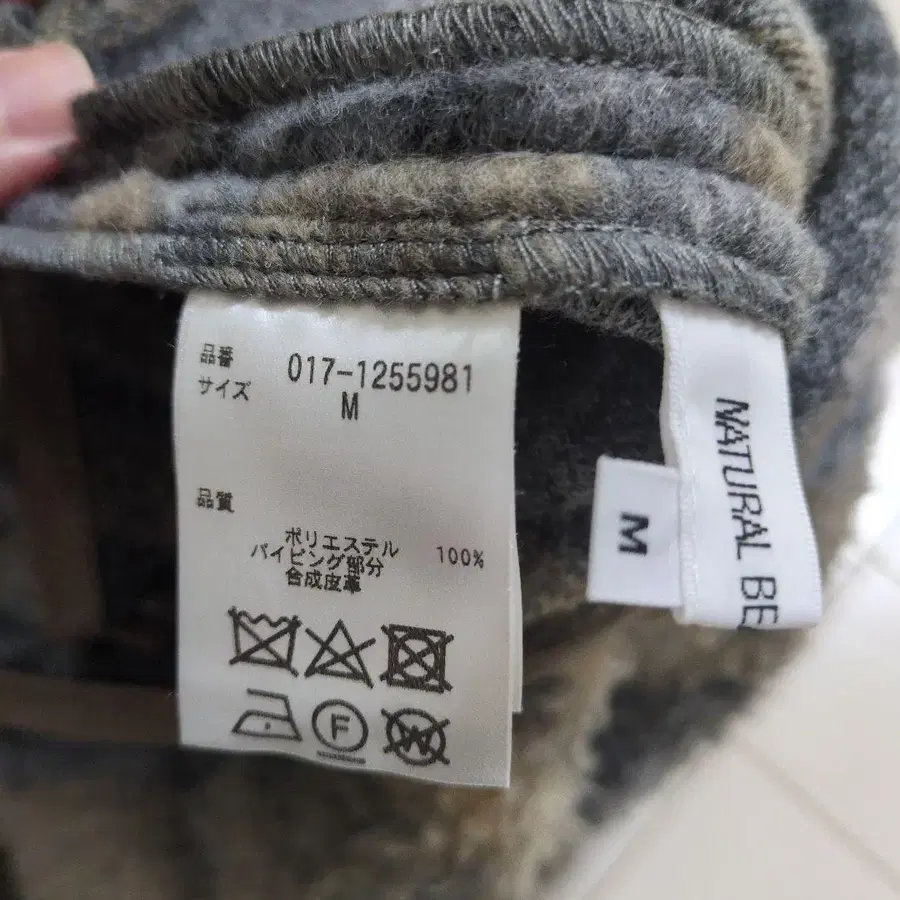 品番 017-1255981
サイズ M
品質
ポリエステル 100%
パイピング部分
合成皮革
F
W
M
NATURAL BE